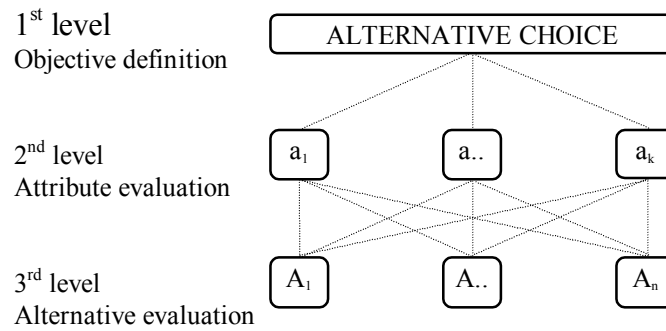 1st level
Objective definition
ALTERNATIVE CHOICE
2nd level
Attribute evaluation
a1 a.. ak
3rd level
Alternative evaluation
A1 A.. An